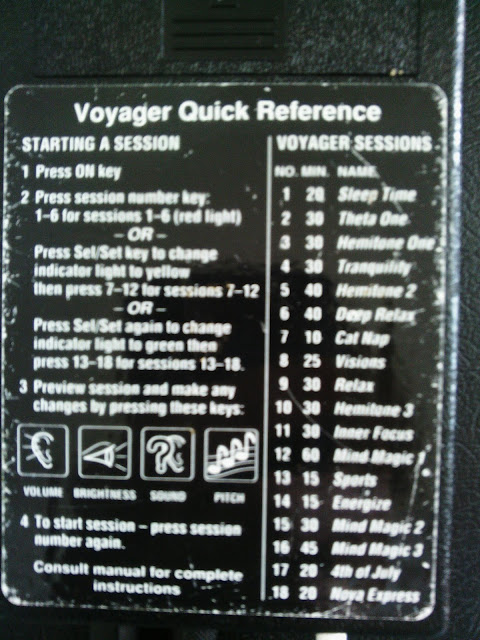 Voyager Quick Reference
STARTING A SESSION
1 Press ON key
2 Press session number key:
1-6 for sessions 1-6 (red light)
– OR –
Press Sel/Set key to change
indicator light to yellow
then press 7-12 for sessions 7-12
– OR –
Press Sel/Set again to change
indicator light to green then
press 13-18 for sessions 13-18.
3 Preview session and make any
changes by pressing these keys:
VOLUME BRIGHTNESS SOUND PITCH
4 To start session – press session
number again.
Consult manual for complete
instructions
VOYAGER SESSIONS
NO. MIN. NAME
1 20 Sleep Time
2 30 Theta One
3 30 Hemitone One
4 30 Tranquility
5 40 Hemitone 2
6 40 Deep Relax
7 10 Cat Nap
8 25 Visions
9 30 Relax
10 30 Hemitone 3
11 30 Inner Focus
12 60 Mind Magic 1
13 15 Sports
14 15 Energize
15 30 Mind Magic 2
16 45 Mind Magic 3
17 20 4th of July
18 20 Nova Express